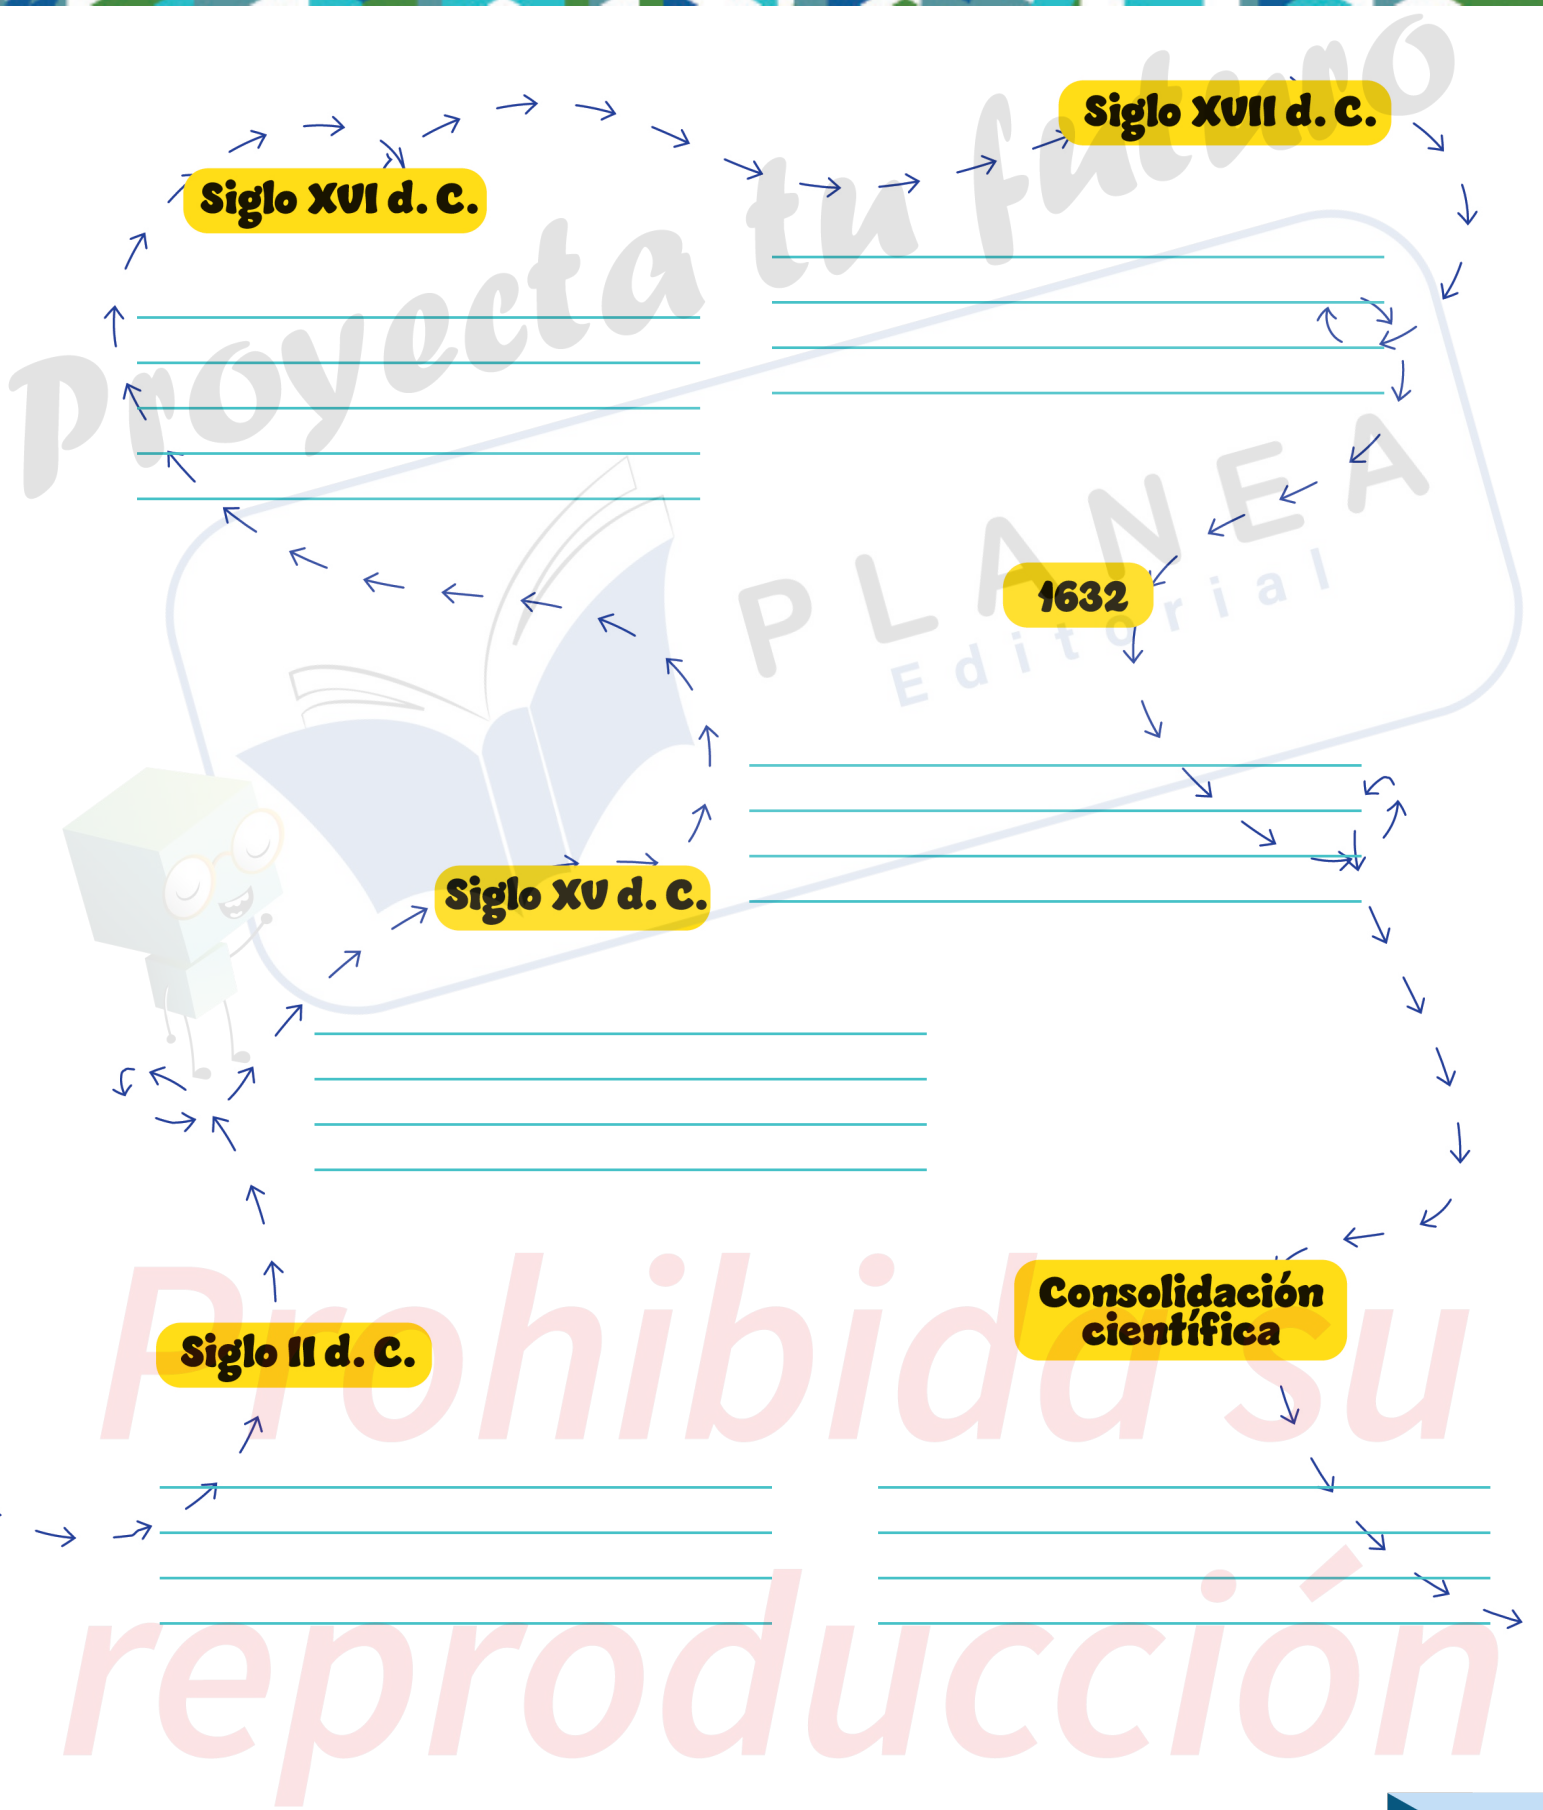 Proyecta tu futuro
Siglo XVII d. C.
Siglo XVI d. C.
PLANEA
Editorial
1632
Siglo XV d. C.
Consolidación
científica
Siglo II d. C.
Prohibida su
reproducción